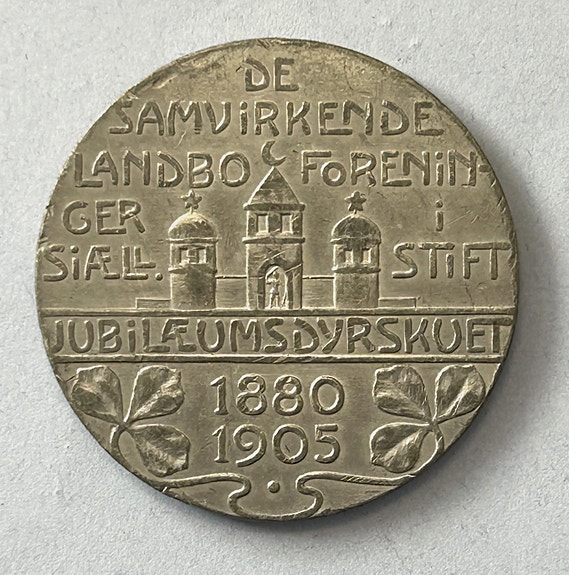 DE
SAMViRKENDE
LANDBO FORENiN-
GER i
SiÆLL. STiFT
JUBiLÆUMSDYRSKUET
1880
1905